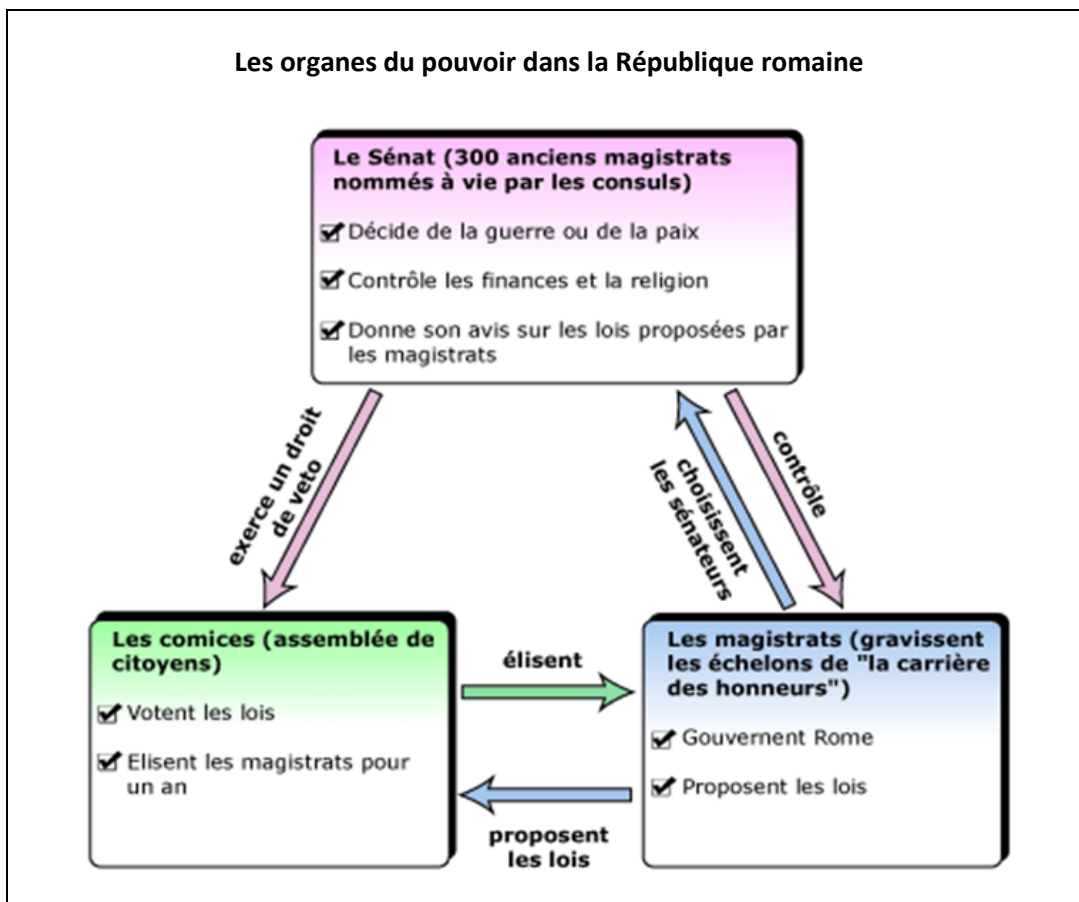 Les organes du pouvoir dans la République romaine
Le Sénat (300 anciens magistrats
nommés à vie par les consuls)
Décide de la guerre ou de la paix
Contrôle les finances et la religion
Donne son avis sur les lois proposées par
les magistrats
exerce un droit
de veto
choisissent
les sénateurs
contrôle
Les comices (assemblée de
citoyens)
Votent les lois
Elisent les magistrats pour
un an
élisent
proposent
les lois
Les magistrats (gravissent
les échelons de "la carrière
des honneurs")
Gouvernent Rome
Proposent les lois